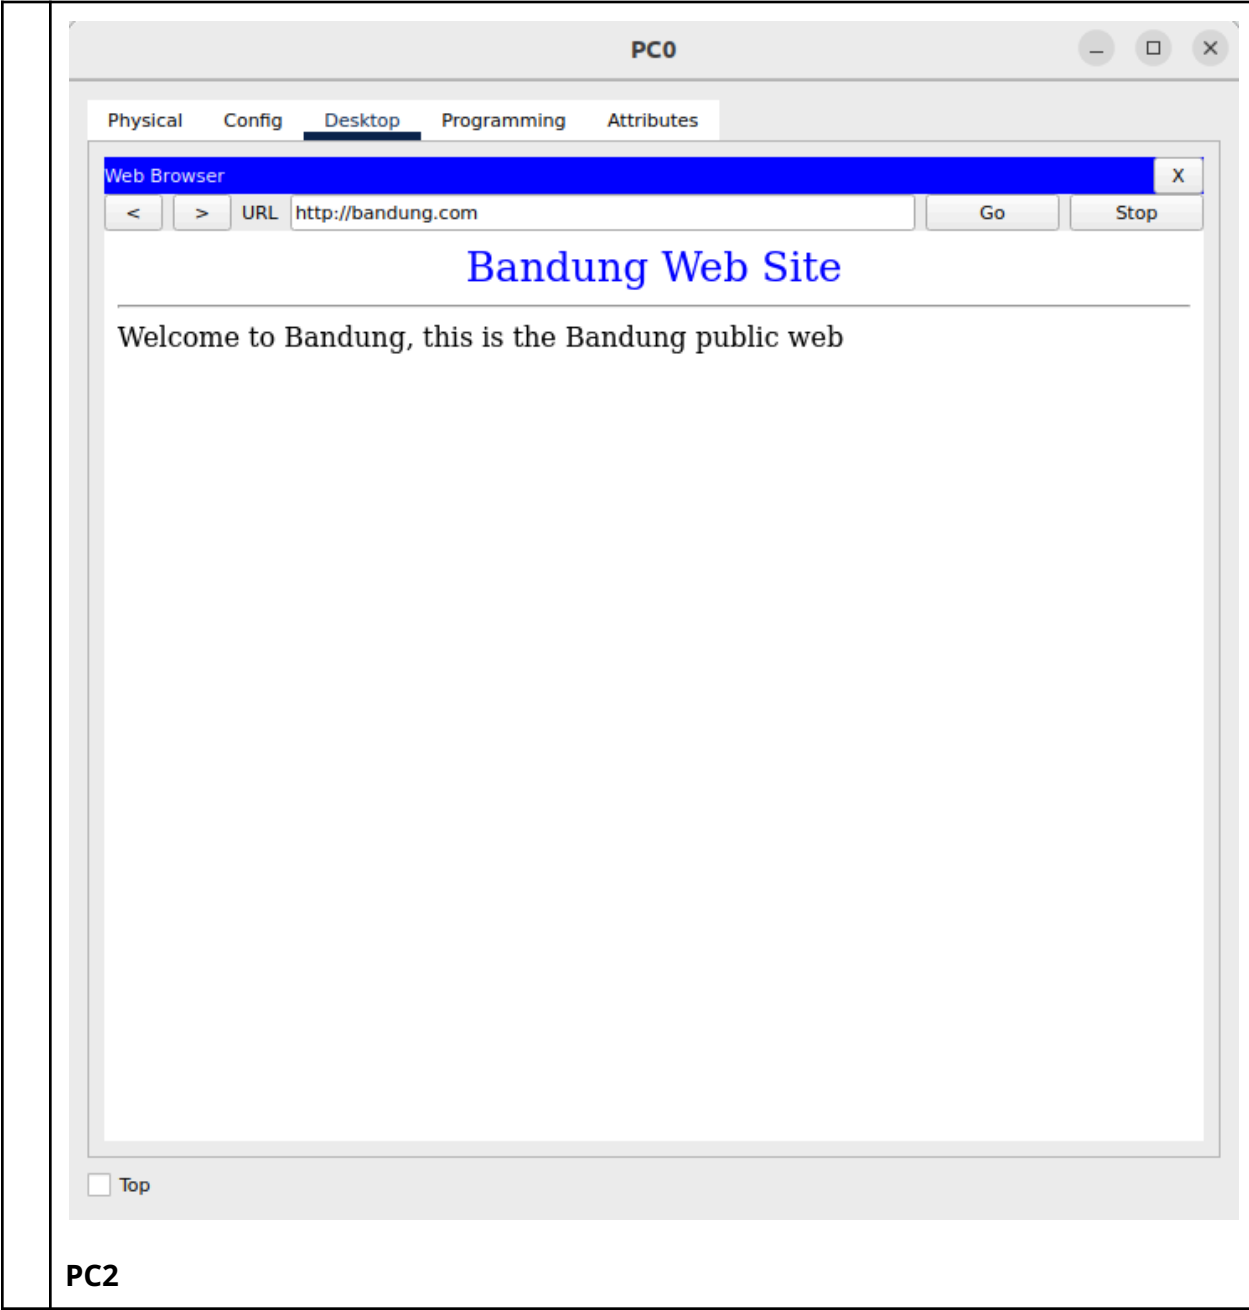 PC0
Physical Config Desktop Programming Attributes
Web Browser X
< > URL http://bandung.com Go Stop
Bandung Web Site
Welcome to Bandung, this is the Bandung public web
Top
PC2